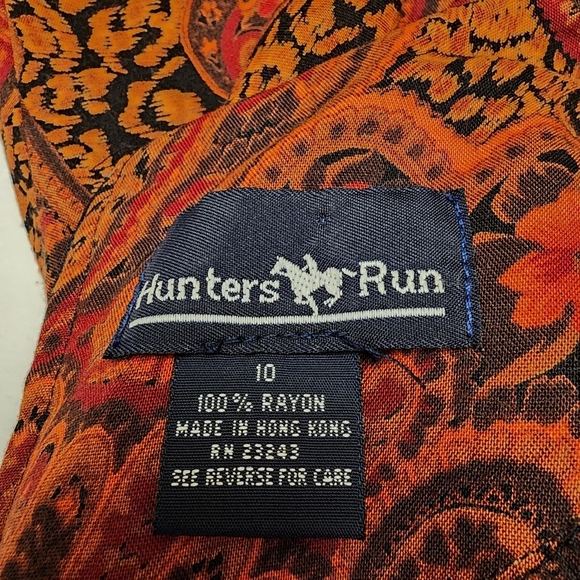 Hunters Run
10
100% RAYON
MADE IN HONG KONG
RN 23243
SEE REVERSE FOR CARE